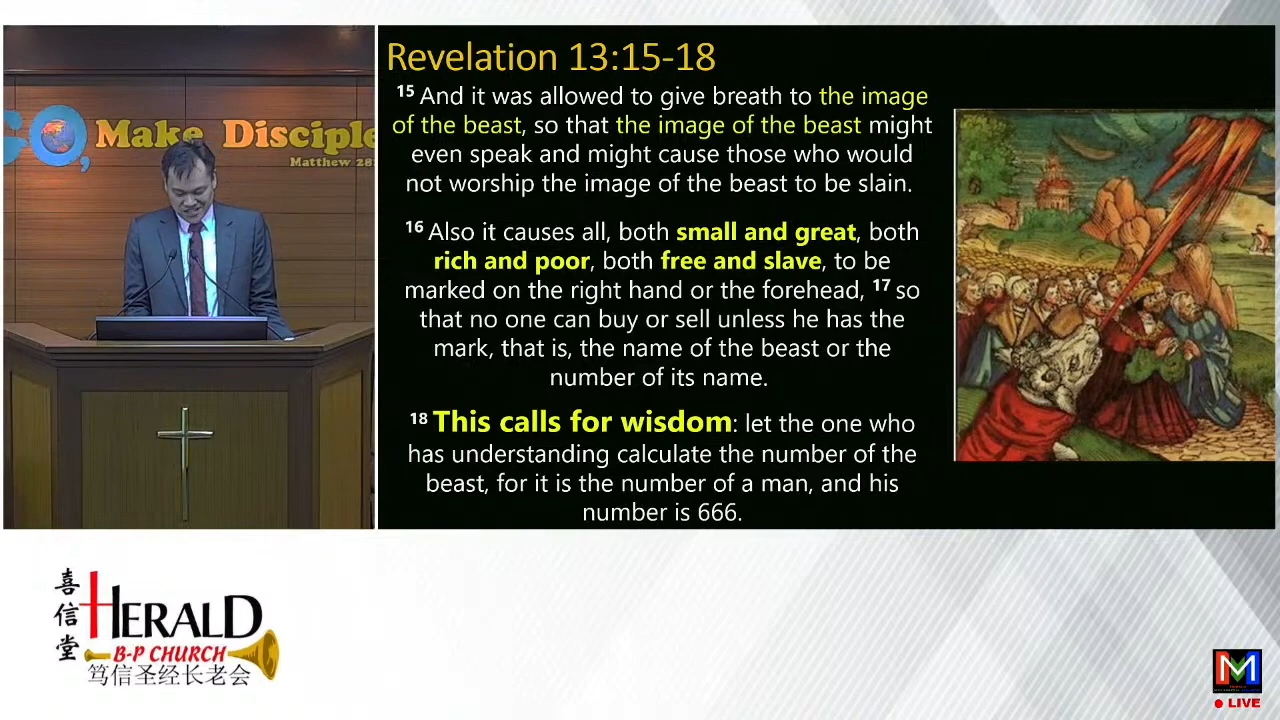 GO, Make Disciple
Matthew 28
Revelation 13:15-18
15 And it was allowed to give breath to the image
of the beast, so that the image of the beast might
even speak and might cause those who would
not worship the image of the beast to be slain.
16 Also it causes all, both small and great, both
rich and poor, both free and slave, to be
marked on the right hand or the forehead, 17 so
that no one can buy or sell unless he has the
mark, that is, the name of the beast or the
number of its name.
18 This calls for wisdom: let the one who
has understanding calculate the number of the
beast, for it is the number of a man, and his
number is 666.
喜信堂
HERALD
B-P CHURCH
笃信圣经长老会
M
LIVE